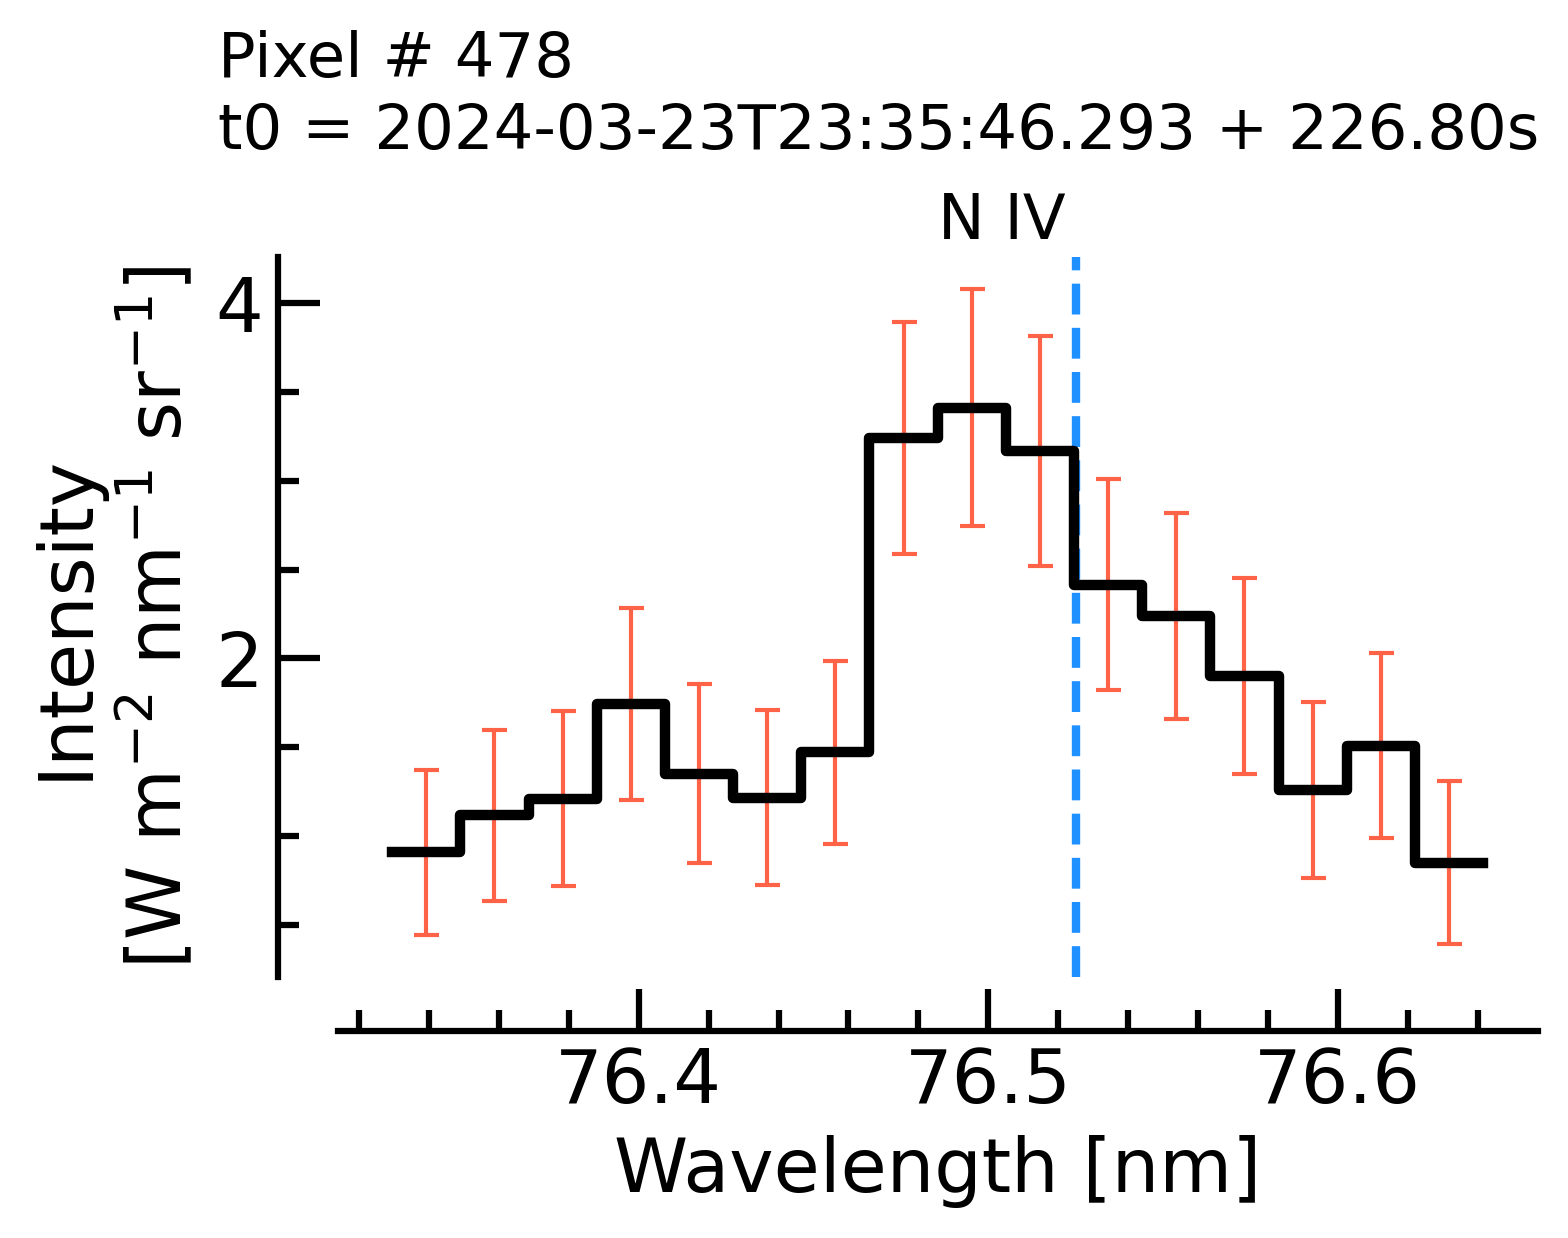 Pixel # 478
t0 = 2024-03-23T23:35:46.293 + 226.80s
N IV
Intensity
[W m⁻² nm⁻¹ sr⁻¹]
4
2
76.4 76.5 76.6
Wavelength [nm]